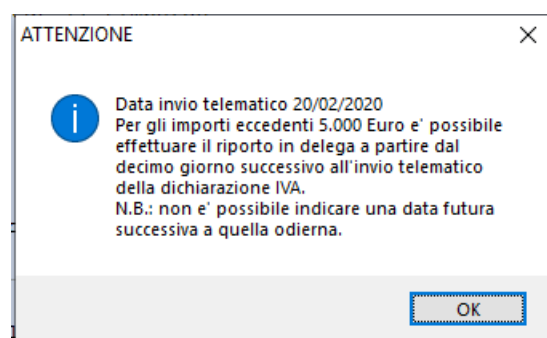 ATTENZIONE
Data invio telematico 20/02/2020
Per gli importi eccedenti 5.000 Euro e' possibile
effettuare il riporto in delega a partire dal
decimo giorno successivo all'invio telematico
della dichiarazione IVA.
N.B.: non e' possibile indicare una data futura
successiva a quella odierna.
OK